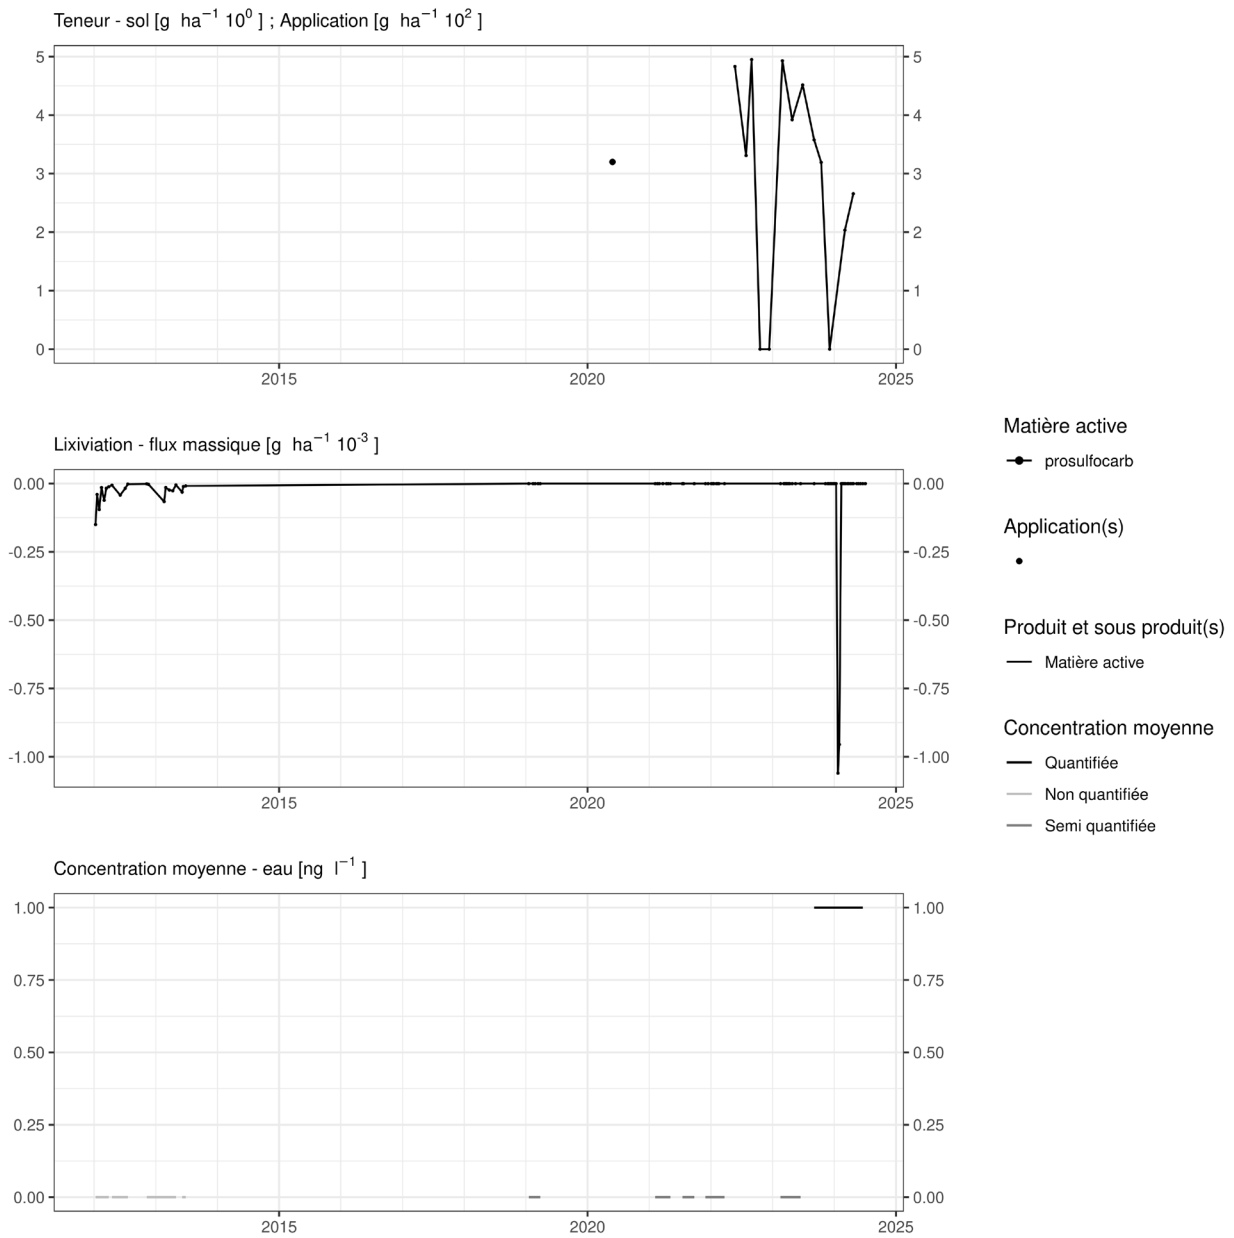 Teneur - sol [g ha−1 10^0 ] ; Application [g ha−1 10^2 ]
5 5
4 4
3 3
2 2
1 1
0 0
2015 2020 2025
Lixiviation - flux massique [g ha−1 10^-3 ]
0.00 0.00
-0.25 -0.25
-0.50 -0.50
-0.75 -0.75
-1.00 -1.00
2015 2020 2025
Concentration moyenne - eau [ng l−1 ]
1.00 1.00
0.75 0.75
0.50 0.50
0.25 0.25
0.00 0.00
2015 2020 2025
Matière active
prosulfocarb
Application(s)
Produit et sous produit(s)
Matière active
Concentration moyenne
Quantifiée
Non quantifiée
Semi quantifiée